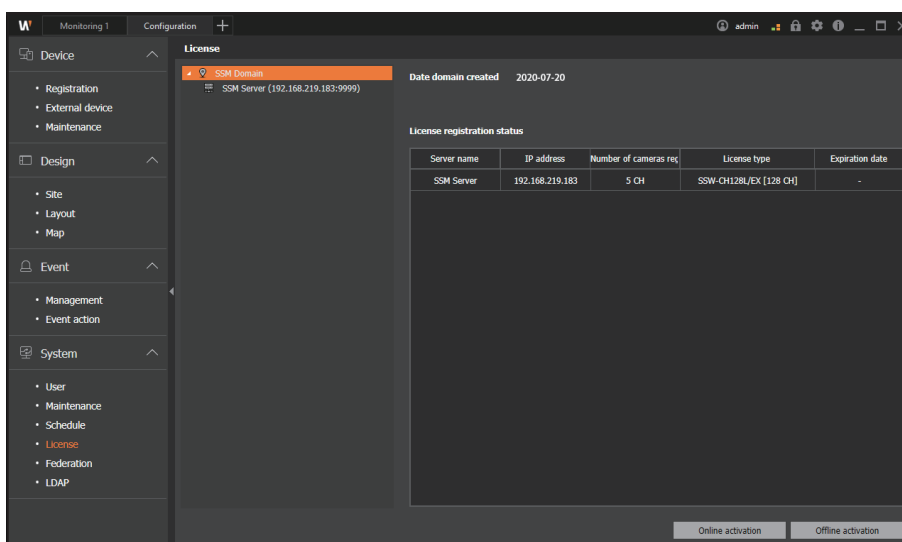 W Monitoring 1 Configuration admin
Device
• Registration
• External device
• Maintenance
Design
• Site
• Layout
• Map
Event
• Management
• Event action
System
• User
• Maintenance
• Schedule
• License
• Federation
• LDAP
License
SSM Domain
SSM Server (192.168.219.183:9999)
Date domain created 2020-07-20
License registration status
Server name IP address Number of cameras reg License type Expiration date
SSM Server 192.168.219.183 5 CH SSW-CH128L/EX [128 CH] -
Online activation Offline activation